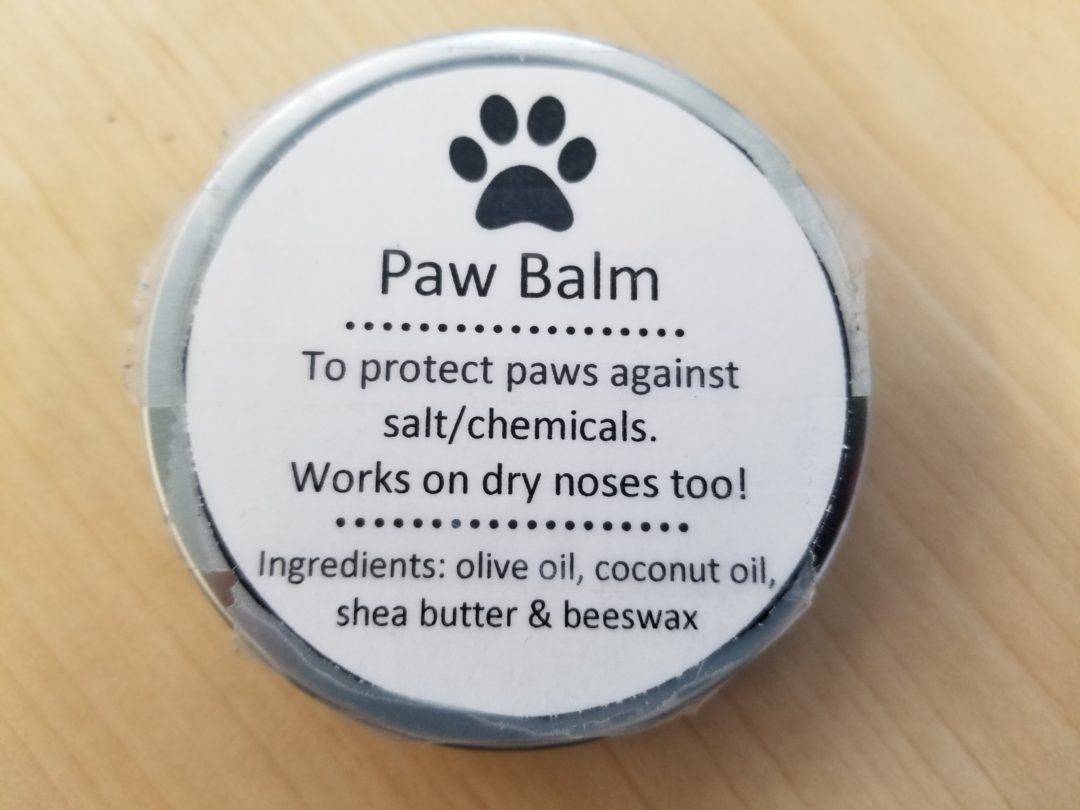 Paw Balm
To protect paws against
salt/chemicals.
Works on dry noses too!
Ingredients: olive oil, coconut oil,
shea butter & beeswax